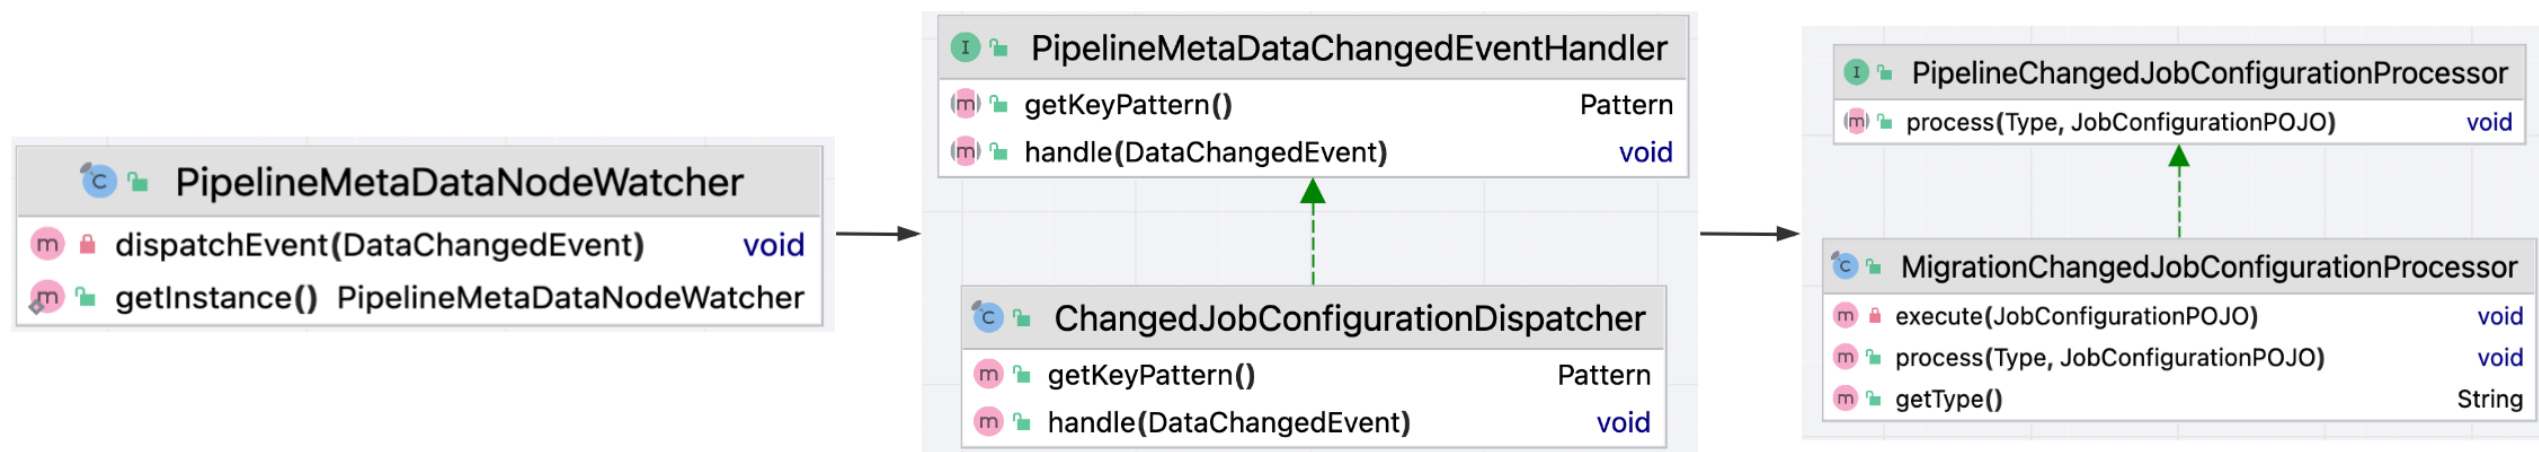 PipelineMetaDataNodeWatcher
dispatchEvent(DataChangedEvent) void
getInstance() PipelineMetaDataNodeWatcher
PipelineMetaDataChangedEventHandler
getKeyPattern() Pattern
handle(DataChangedEvent) void
ChangedJobConfigurationDispatcher
getKeyPattern() Pattern
handle(DataChangedEvent) void
PipelineChangedJobConfigurationProcessor
process(Type, JobConfigurationPOJO) void
MigrationChangedJobConfigurationProcessor
execute(JobConfigurationPOJO) void
process(Type, JobConfigurationPOJO) void
getType() String